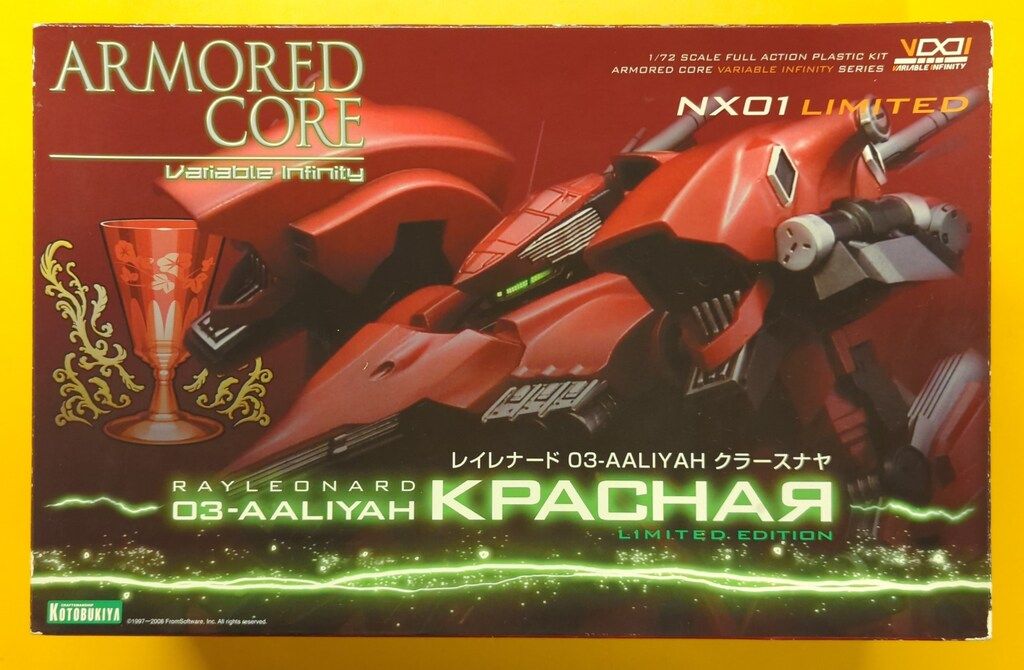 ARMORED
CORE
Variable Infinity
1/72 SCALE FULL ACTION PLASTIC KIT
ARMORED CORE VARIABLE INFINITY SERIES
VARIABLE INFINITY
NX01 LIMITED
レイレナード 03-AALIYAH クラースナヤ
RAYLEONARD
03-AALIYAH КРАСНАЯ
LIMITED EDITION
CRAFTSMANSHIP
KOTOBUKIYA
©1997—2008 FromSoftware, Inc. All rights reserved.